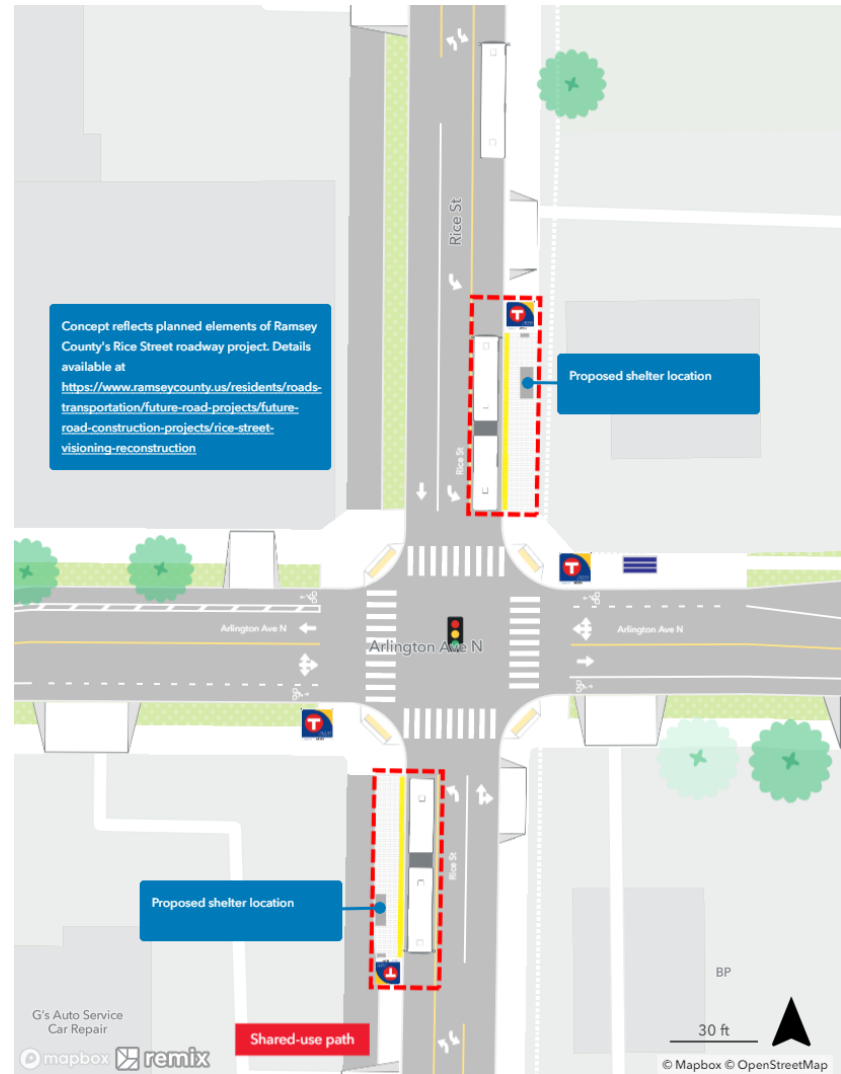 Rice St
Concept reflects planned elements of Ramsey
County's Rice Street roadway project. Details
available at
https://www.ramseycounty.us/residents/roads-
transportation/future-road-projects/future-
road-construction-projects/rice-street-
visioning-reconstruction
T
Proposed shelter location
Rice St
T
Arlington Ave N
Arlington Ave N
Arlington Ave N
T
Rice St
Proposed shelter location
T
BP
G's Auto Service
Car Repair
Shared-use path
30 ft
mapbox remix
© Mapbox © OpenStreetMap